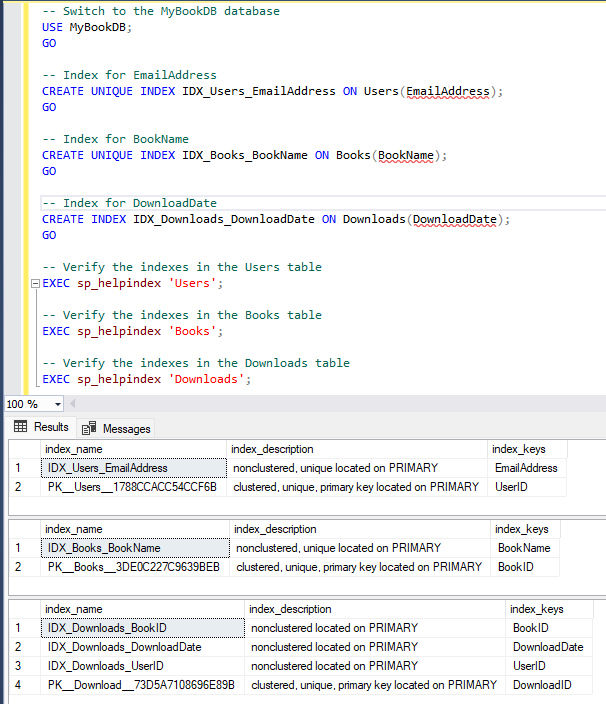 -- Switch to the MyBookDB database
USE MyBookDB;
GO
-- Index for EmailAddress
CREATE UNIQUE INDEX IDX_Users_EmailAddress ON Users(EmailAddress);
GO
-- Index for BookName
CREATE UNIQUE INDEX IDX_Books_BookName ON Books(BookName);
GO
-- Index for DownloadDate
CREATE INDEX IDX_Downloads_DownloadDate ON Downloads(DownloadDate);
GO
-- Verify the indexes in the Users table
EXEC sp_helpindex 'Users';
-- Verify the indexes in the Books table
EXEC sp_helpindex 'Books';
-- Verify the indexes in the Downloads table
EXEC sp_helpindex 'Downloads';
100 %
Results Messages
index_name index_description index_keys
1 IDX_Users_EmailAddress nonclustered, unique located on PRIMARY EmailAddress
2 PK__Users__1788CCACC54CCF6B clustered, unique, primary key located on PRIMARY UserID
index_name index_description index_keys
1 IDX_Books_BookName nonclustered, unique located on PRIMARY BookName
2 PK__Books__3DE0C227C9639BEB clustered, unique, primary key located on PRIMARY BookID
index_name index_description index_keys
1 IDX_Downloads_BookID nonclustered located on PRIMARY BookID
2 IDX_Downloads_DownloadDate nonclustered located on PRIMARY DownloadDate
3 IDX_Downloads_UserID nonclustered located on PRIMARY UserID
4 PK__Download__73D5A7108696E89B clustered, unique, primary key located on PRIMARY DownloadID